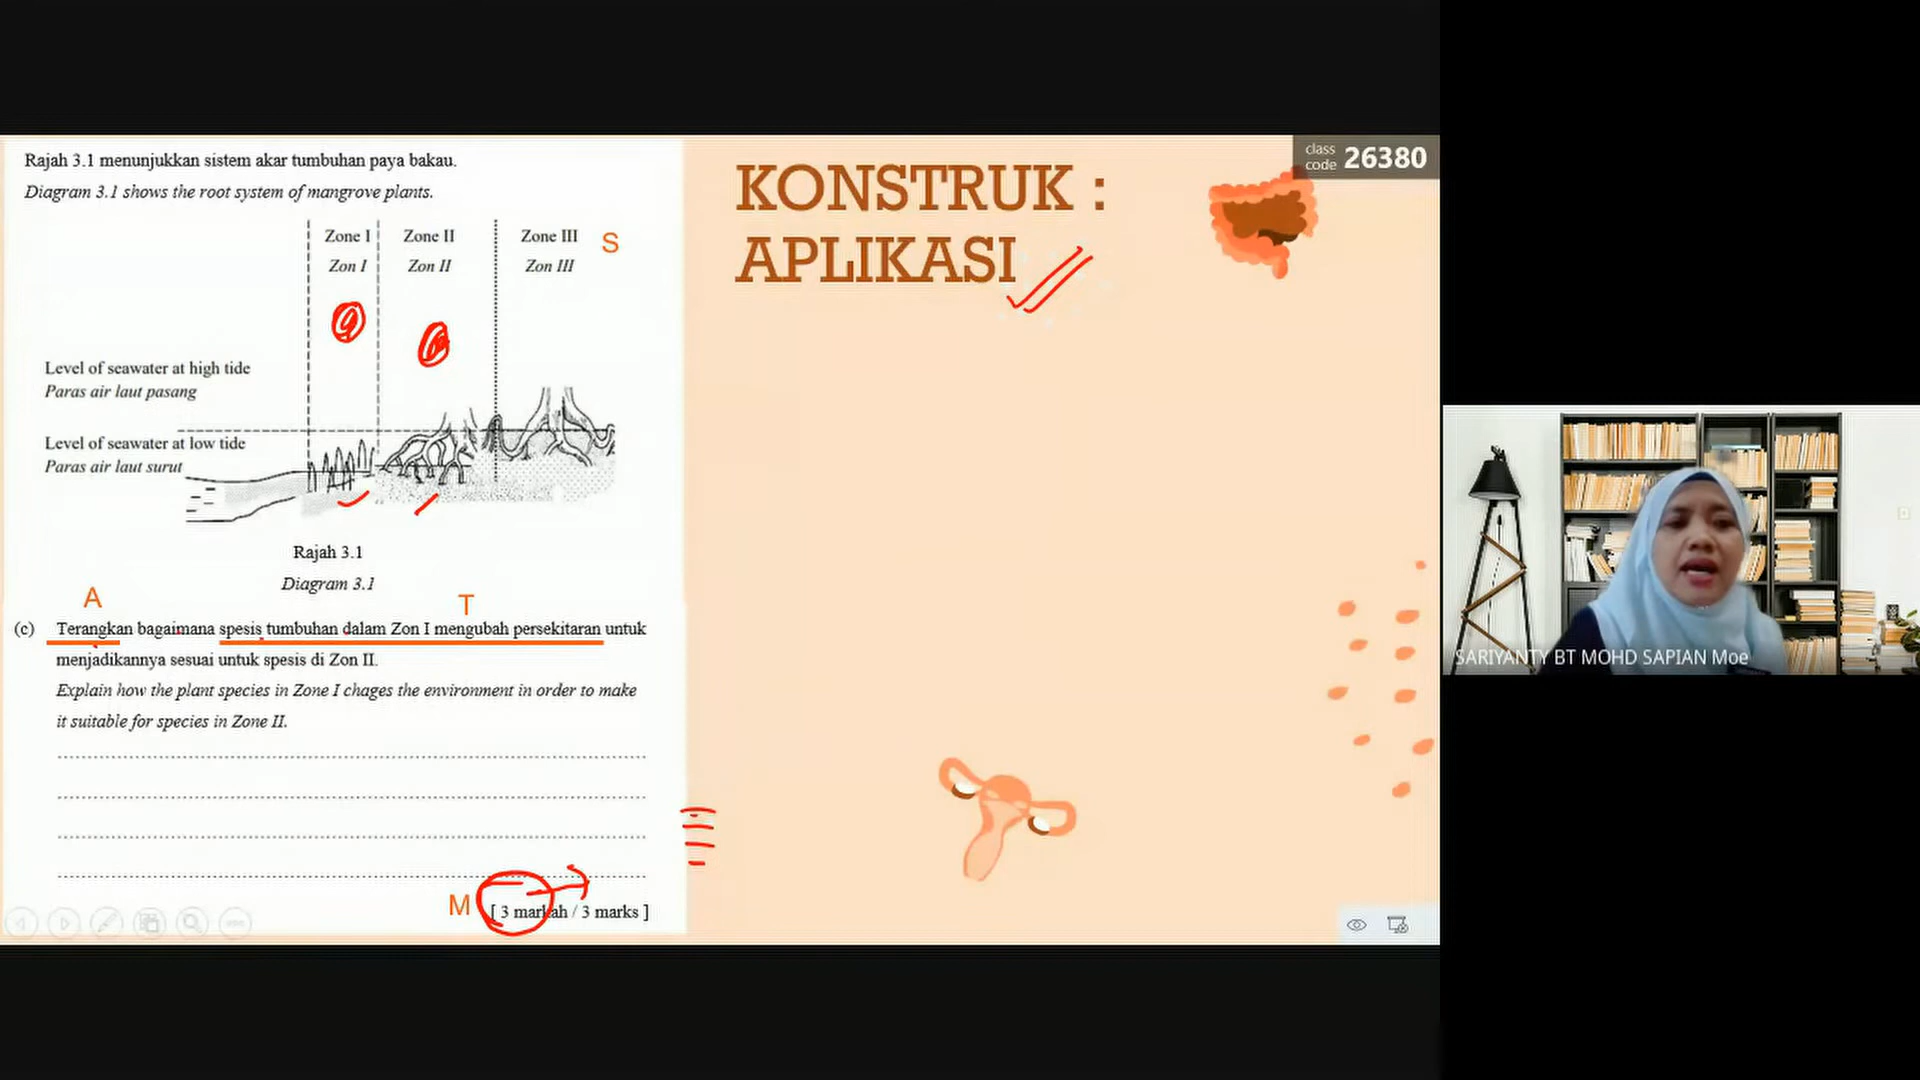 Rajah 3.1 menunjukkan sistem akar tumbuhan paya bakau.
Diagram 3.1 shows the root system of mangrove plants.
Zone I
Zone II
Zone III
S
Zon I
Zon II
Zon III
Level of seawater at high tide
Paras air laut pasang
Level of seawater at low tide
Paras air laut surut
Rajah 3.1
Diagram 3.1
A
T
(c) Terangkan bagaimana spesis tumbuhan dalam Zon I mengubah persekitaran untuk
menjadikannya sesuai untuk spesis di Zon II.
Explain how the plant species in Zone I chages the environment in order to make
it suitable for species in Zone II.
M
[ 3 markah / 3 marks ]
KONSTRUK :
APLIKASI
class
code 26380
SARIYANTY BT MOHD SAPIAN Moe